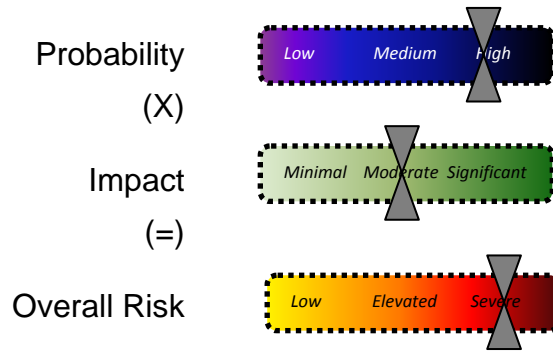 Probability
Low Medium High
(X)
Impact
Minimal Moderate Significant
(=)
Overall Risk
Low Elevated Severe